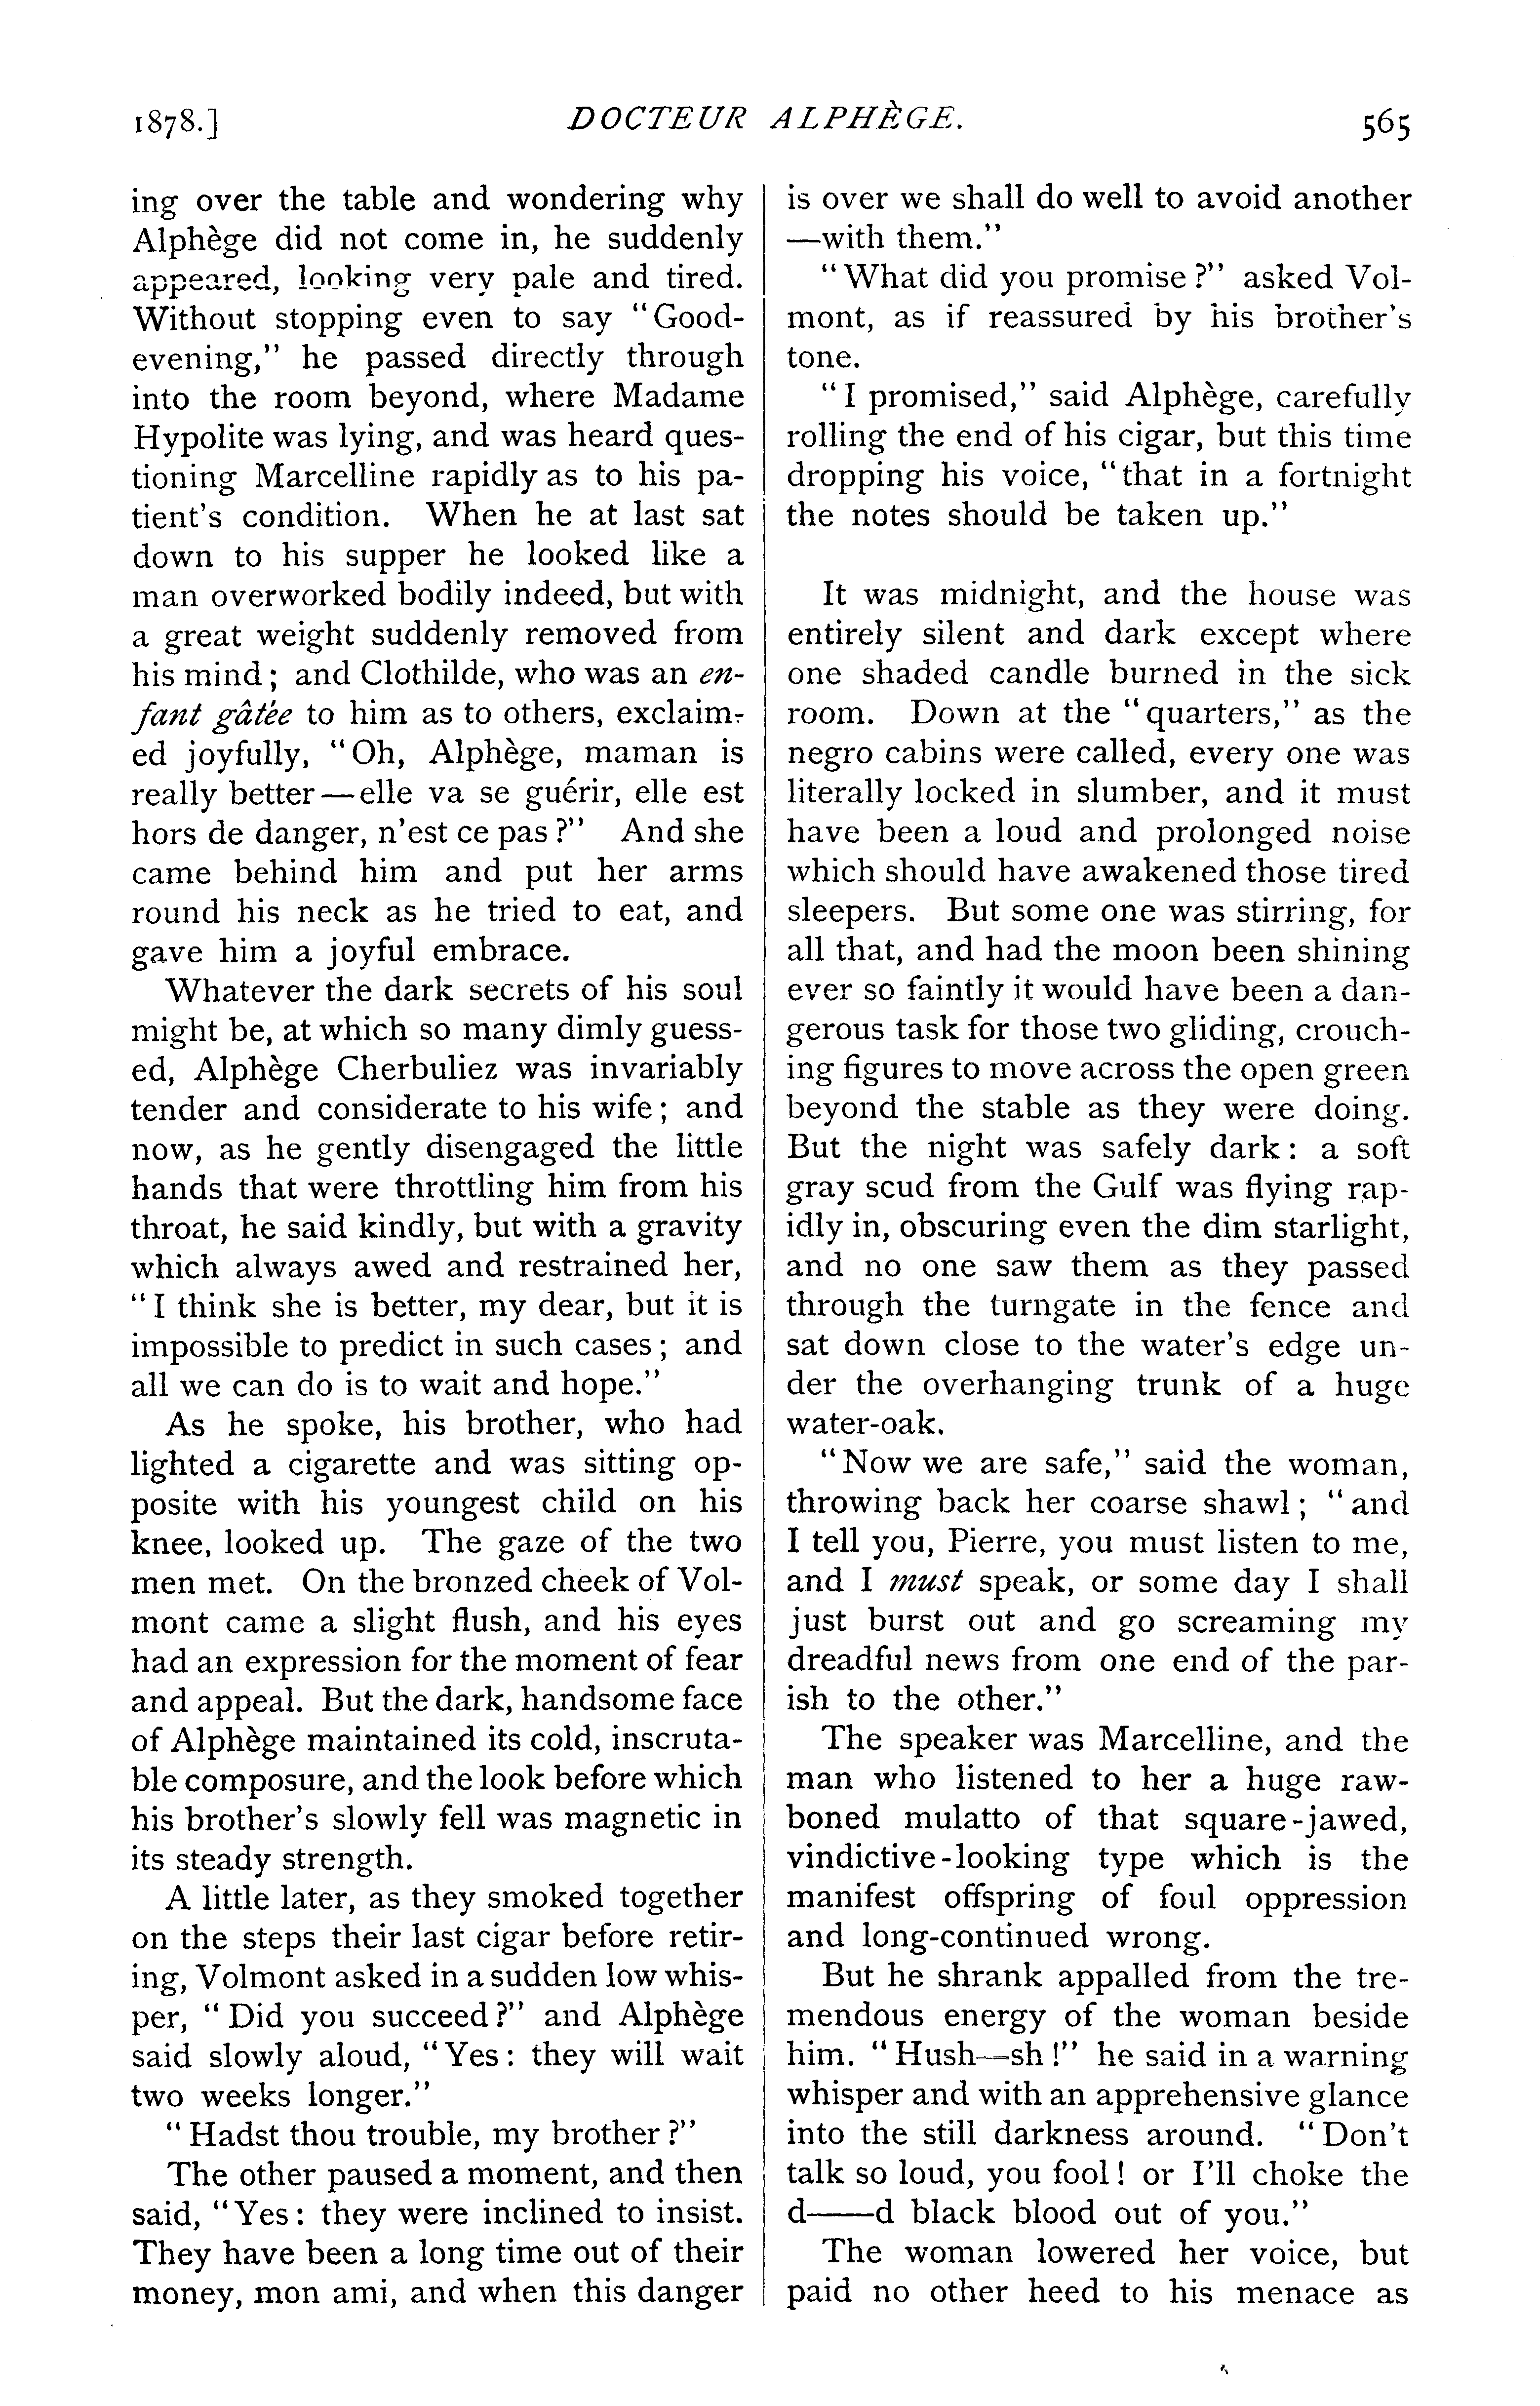 1878.] DOCTEUR ALPHÈGE. 565
ing over the table and wondering why
Alphège did not come in, he suddenly
appeared, looking very pale and tired.
Without stopping even to say "Good-
evening," he passed directly through
into the room beyond, where Madame
Hypolite was lying, and was heard ques-
tioning Marcelline rapidly as to his pa-
tient's condition. When he at last sat
down to his supper he looked like a
man overworked bodily indeed, but with
a great weight suddenly removed from
his mind; and Clothilde, who was an en-
fant gâtée to him as to others, exclaim-
ed joyfully, "Oh, Alphège, maman is
really better—elle va se guérir, elle est
hors de danger, n'est ce pas?" And she
came behind him and put her arms
round his neck as he tried to eat, and
gave him a joyful embrace.
Whatever the dark secrets of his soul
might be, at which so many dimly guess-
ed, Alphège Cherbuliez was invariably
tender and considerate to his wife; and
now, as he gently disengaged the little
hands that were throttling him from his
throat, he said kindly, but with a gravity
which always awed and restrained her,
"I think she is better, my dear, but it is
impossible to predict in such cases; and
all we can do is to wait and hope."
As he spoke, his brother, who had
lighted a cigarette and was sitting op-
posite with his youngest child on his
knee, looked up. The gaze of the two
men met. On the bronzed cheek of Vol-
mont came a slight flush, and his eyes
had an expression for the moment of fear
and appeal. But the dark, handsome face
of Alphège maintained its cold, inscruta-
ble composure, and the look before which
his brother's slowly fell was magnetic in
its steady strength.
A little later, as they smoked together
on the steps their last cigar before retir-
ing, Volmont asked in a sudden low whis-
per, "Did you succeed?" and Alphège
said slowly aloud, "Yes: they will wait
two weeks longer."
"Hadst thou trouble, my brother?"
The other paused a moment, and then
said, "Yes: they were inclined to insist.
They have been a long time out of their
money, mon ami, and when this danger
is over we shall do well to avoid another
—with them."
"What did you promise?" asked Vol-
mont, as if reassured by his brother's
tone.
"I promised," said Alphège, carefully
rolling the end of his cigar, but this time
dropping his voice, "that in a fortnight
the notes should be taken up."
It was midnight, and the house was
entirely silent and dark except where
one shaded candle burned in the sick
room. Down at the "quarters," as the
negro cabins were called, every one was
literally locked in slumber, and it must
have been a loud and prolonged noise
which should have awakened those tired
sleepers. But some one was stirring, for
all that, and had the moon been shining
ever so faintly it would have been a dan-
gerous task for those two gliding, crouch-
ing figures to move across the open green
beyond the stable as they were doing.
But the night was safely dark: a soft
gray scud from the Gulf was flying rap-
idly in, obscuring even the dim starlight,
and no one saw them as they passed
through the turngate in the fence and
sat down close to the water's edge un-
der the overhanging trunk of a huge
water-oak.
"Now we are safe," said the woman,
throwing back her coarse shawl; "and
I tell you, Pierre, you must listen to me,
and I must speak, or some day I shall
just burst out and go screaming my
dreadful news from one end of the par-
ish to the other."
The speaker was Marcelline, and the
man who listened to her a huge raw-
boned mulatto of that square-jawed,
vindictive-looking type which is the
manifest offspring of foul oppression
and long-continued wrong.
But he shrank appalled from the tre-
mendous energy of the woman beside
him. "Hush—sh!" he said in a warning
whisper and with an apprehensive glance
into the still darkness around. "Don't
talk so loud, you fool! or I'll choke the
d——d black blood out of you."
The woman lowered her voice, but
paid no other heed to his menace as